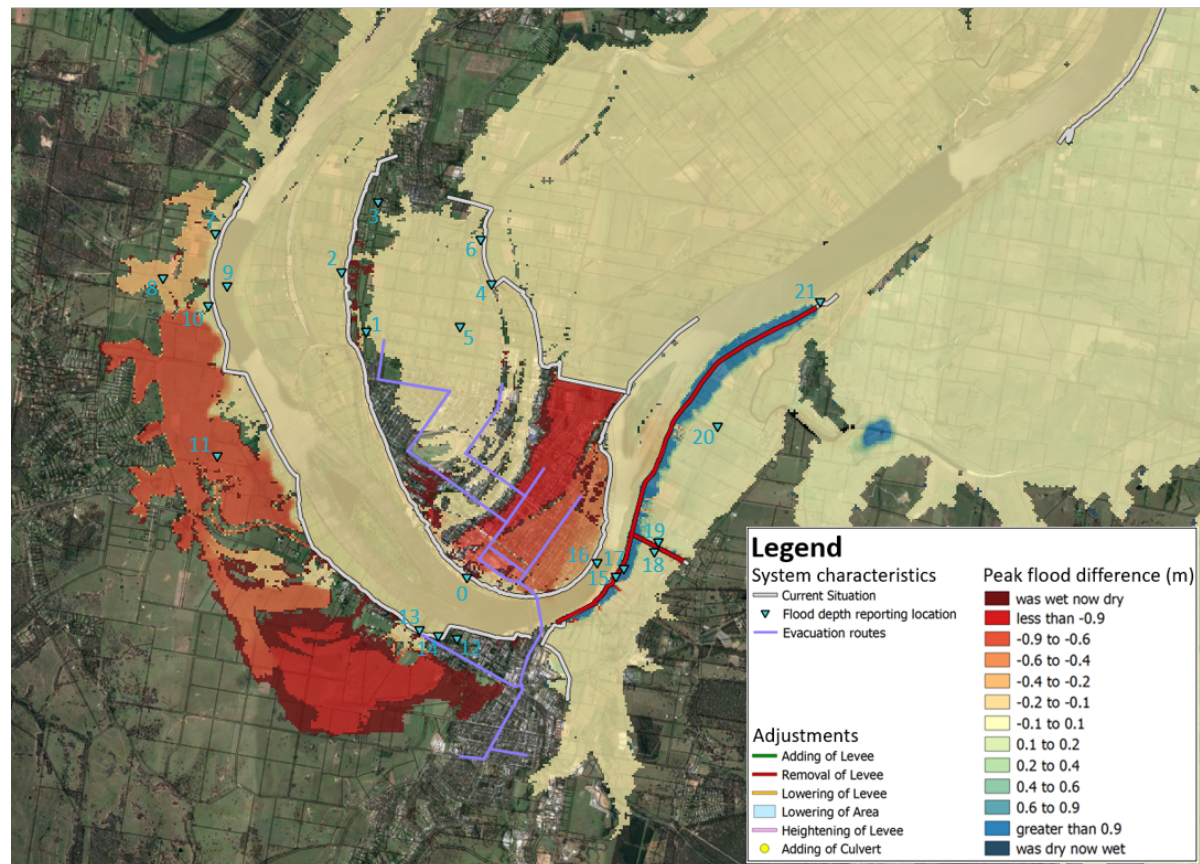 3
7
2
6
8
9
4
10
1
5
21
11
20
16
17
19
0
15
18
13
14
12
Legend
System characteristics
Current Situation
Flood depth reporting location
Evacuation routes
Adjustments
Adding of Levee
Removal of Levee
Lowering of Levee
Lowering of Area
Heightening of Levee
Adding of Culvert
Peak flood difference (m)
was wet now dry
less than -0.9
-0.9 to -0.6
-0.6 to -0.4
-0.4 to -0.2
-0.2 to -0.1
-0.1 to 0.1
0.1 to 0.2
0.2 to 0.4
0.4 to 0.6
0.6 to 0.9
greater than 0.9
was dry now wet